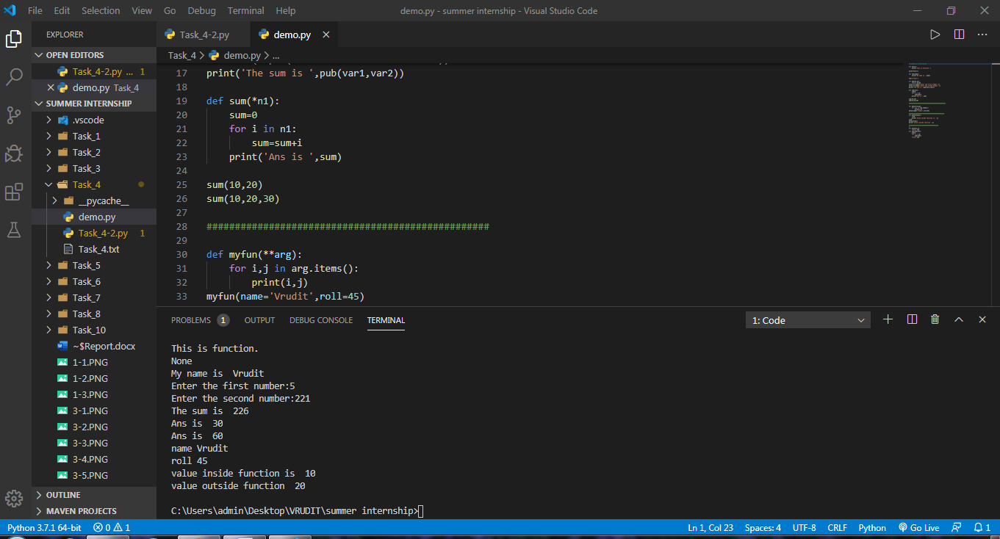 File Edit Selection View Go Debug Terminal Help demo.py - summer internship - Visual Studio Code
EXPLORER
OPEN EDITORS
Task_4-2.py ... 1
demo.py Task_4
SUMMER INTERNSHIP
.vscode
Task_1
Task_2
Task_3
Task_4
__pycache__
demo.py
Task_4-2.py 1
Task_4.txt
Task_5
Task_6
Task_7
Task_8
Task_10
~$Report.docx
1-1.PNG
1-2.PNG
1-3.PNG
3-1.PNG
3-2.PNG
3-3.PNG
3-4.PNG
3-5.PNG
OUTLINE
MAVEN PROJECTS
Task_4-2.py demo.py
Task_4 > demo.py > ...
17 print('The sum is ',pub(var1,var2))
18
19 def sum(*n1):
20     sum=0
21     for i in n1:
22         sum=sum+i
23     print('Ans is ',sum)
24
25 sum(10,20)
26 sum(10,20,30)
27
28 ##################################################
29
30 def myfun(**arg):
31     for i,j in arg.items():
32         print(i,j)
33 myfun(name='Vrudit',roll=45)
PROBLEMS 1 OUTPUT DEBUG CONSOLE TERMINAL 1: Code
This is function.
None
My name is  Vrudit
Enter the first number:5
Enter the second number:221
The sum is  226
Ans is  30
Ans is  60
name Vrudit
roll 45
value inside function is  10
value outside function  20
C:\Users\admin\Desktop\VRUDIT\summer internship>
Python 3.7.1 64-bit 0 1 Ln 1, Col 23 Spaces: 4 UTF-8 CRLF Python Go Live 1